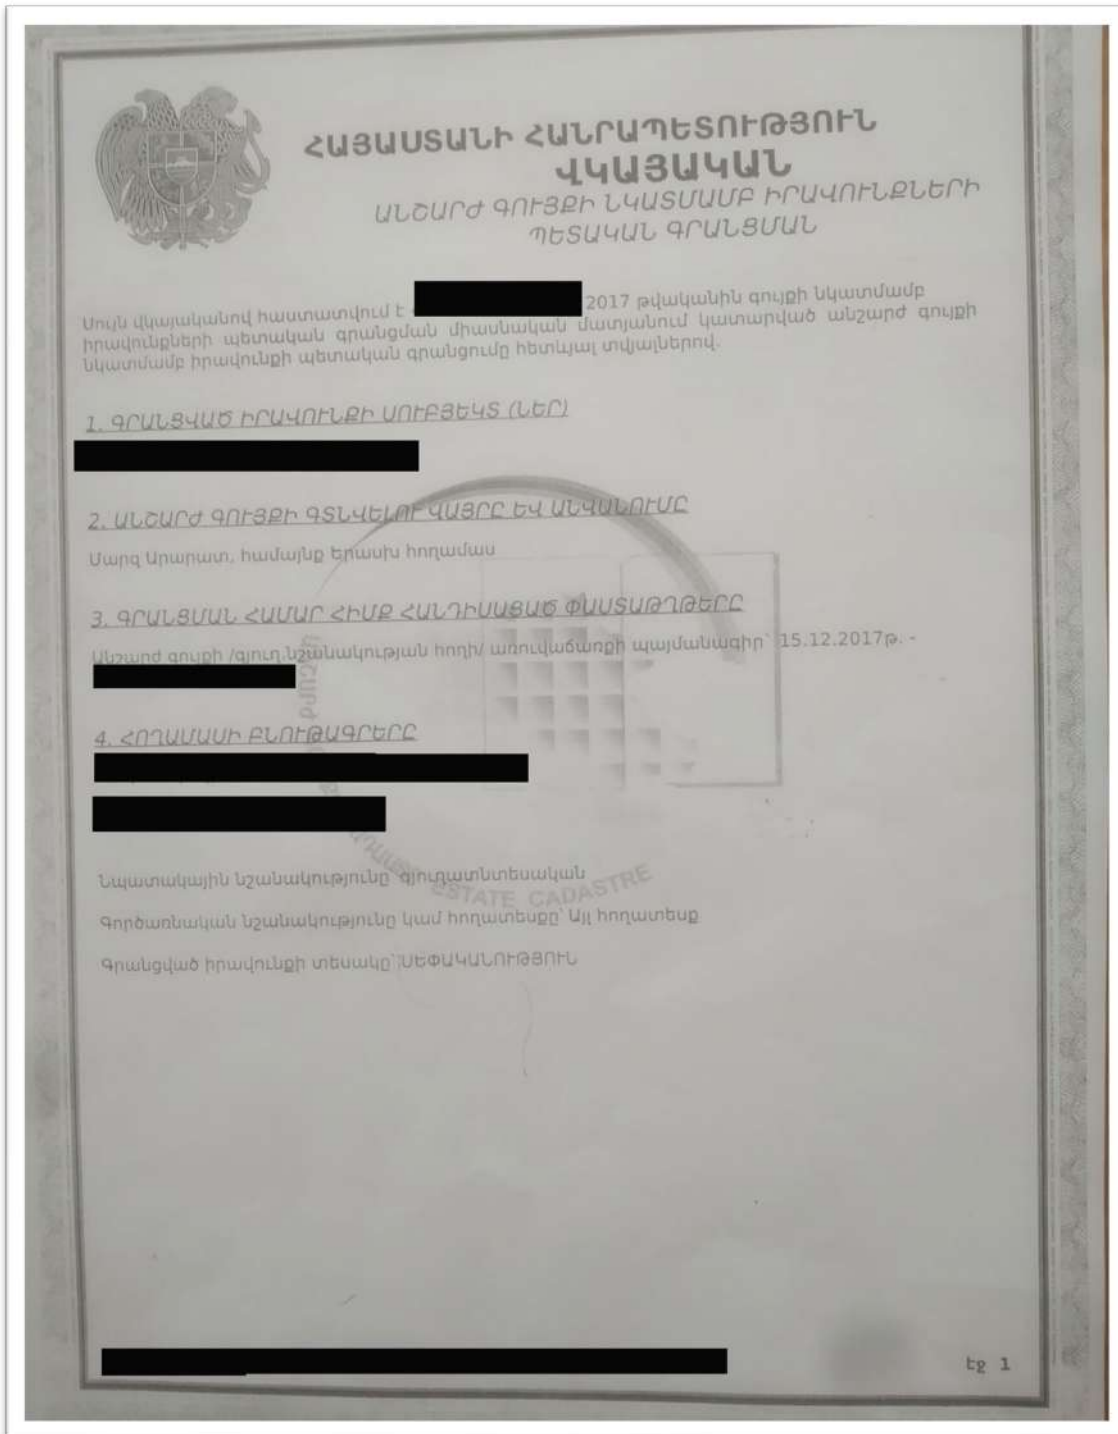 ՀԱՅԱՍՏԱՆԻ ՀԱՆՐԱՊԵՏՈՒԹՅՈՒՆ
ՎԿԱՅԱԿԱՆ
ԱՆՇԱՐԺ ԳՈՒՅՔԻ ՆԿԱՏՄԱՄԲ ԻՐԱՎՈՒՆՔՆԵՐԻ
ՊԵՏԱԿԱՆ ԳՐԱՆՑՄԱՆ
Սույն վկայականով հաստատվում է 2017 թվականին գույքի նկատմամբ
իրավունքների պետական գրանցման միասնական մատյանում կատարված անշարժ գույքի
նկատմամբ իրավունքի պետական գրանցումը հետևյալ տվյալներով.
1. ԳՐԱՆՑՎԱԾ ԻՐԱՎՈՒՆՔԻ ՍՈՒԲՅԵԿՏ (ՆԵՐ)
2. ԱՆՇԱՐԺ ԳՈՒՅՔԻ ԳՏՆՎԵԼՈՒ ՎԱՅՐԸ ԵՎ ԱՆՎԱՆՈՒՄԸ
Մարզ Արարատ, համայնք Երասխ հողամաս
3. ԳՐԱՆՑՄԱՆ ՀԱՄԱՐ ՀԻՄՔ ՀԱՆԴԻՍԱՑԱԾ ՓԱՍՏԱԹՂԹԵՐԸ
Անշարժ գույքի /գյուղ.նշանակության հողի/ առուվաճառքի պայմանագիր՝ 15.12.2017թ. -
4. ՀՈՂԱՄԱՍԻ ԲՆՈՒԹԱԳՐԵՐԸ
Նպատակային նշանակությունը՝ գյուղատնտեսական
ESTATE CADASTRE
Գործառնական նշանակությունը կամ հողատեսքը՝ Այլ հողատեսք
Գրանցված իրավունքի տեսակը՝ ՍԵՓԱԿԱՆՈՒԹՅՈՒՆ
էջ 1